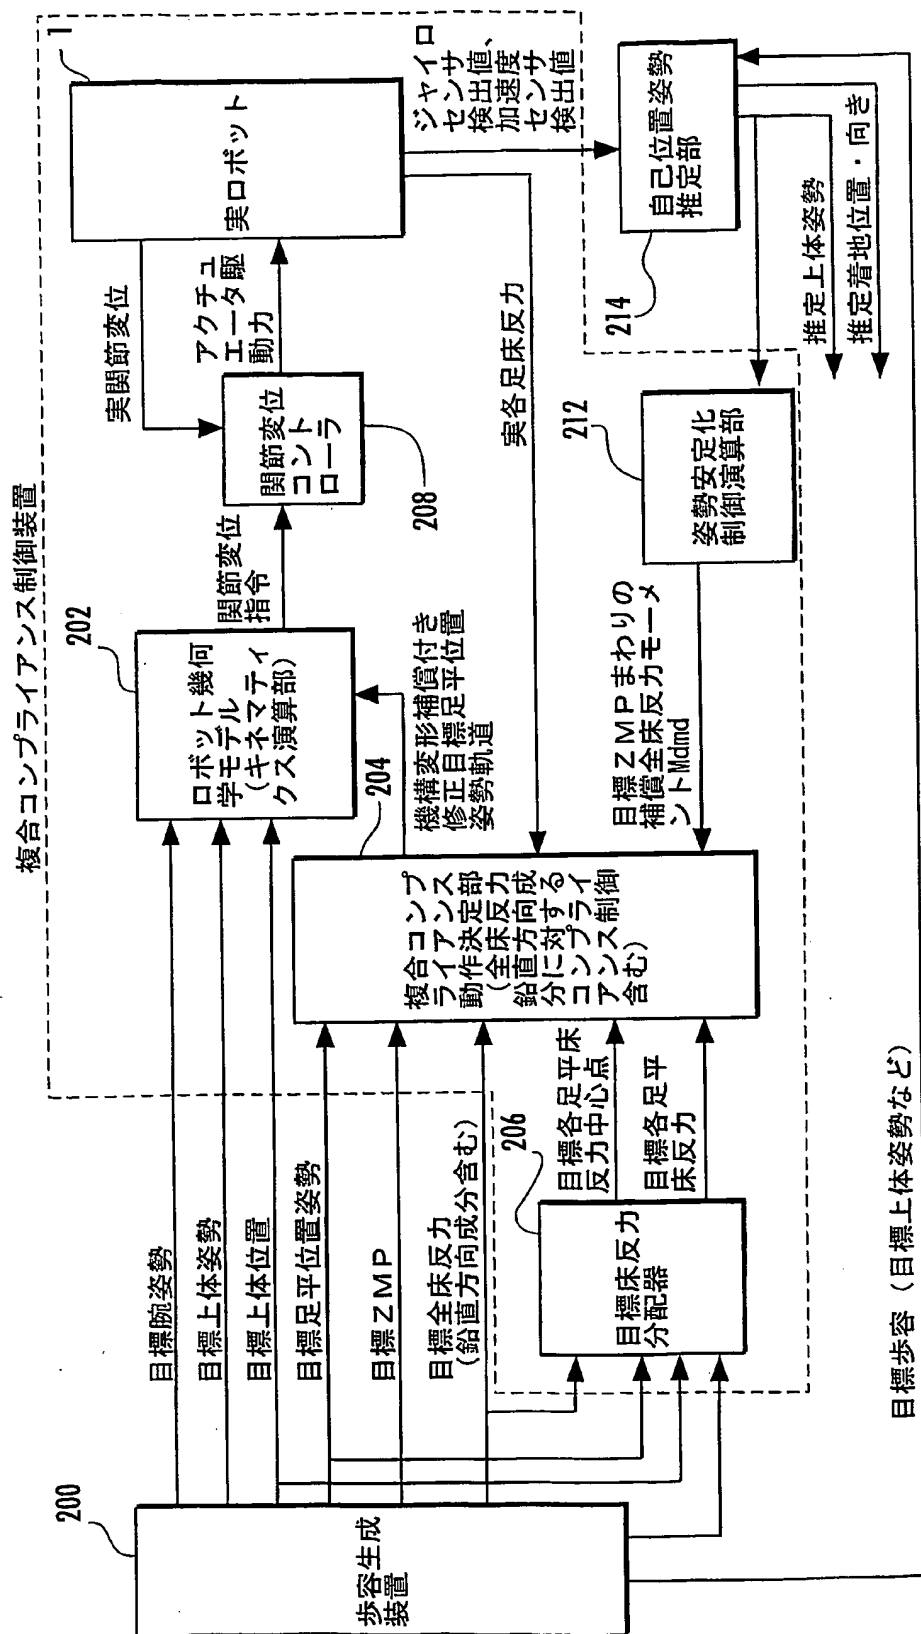 複合コンプライアンス制御装置
1
実ロボット
ジャイロ
センサ
検出値、
加速度
センサ
検出値
実関節変位
アクチュ
エータ駆
動力
関節変位
コント
ローラ
208
関節変位
指令
202
ロボット幾何
学モデル
(キネマティ
クス演算部)
機構変形補償付き
修正目標足平位置
姿勢軌道
204
複合コンプ
ライアンス
動作決定部
(全床反力
鉛直方向成
分に対する
コンプライ
アンス制御
含む)
実各足床反力
自己位置姿勢
推定部
214
推定上体姿勢
推定着地位置・向き
212
姿勢安定化
制御演算部
目標ZMPまわりの
補償全床反力モーメ
ントMdmd
目標腕姿勢
目標上体姿勢
目標上体位置
目標足平位置姿勢
目標ZMP
目標全床反力
(鉛直方向成分含む)
206
目標床反力
分配器
目標各足平床
反力中心点
目標各足平
床反力
200
歩容生成
装置
目標歩容(目標上体姿勢など)